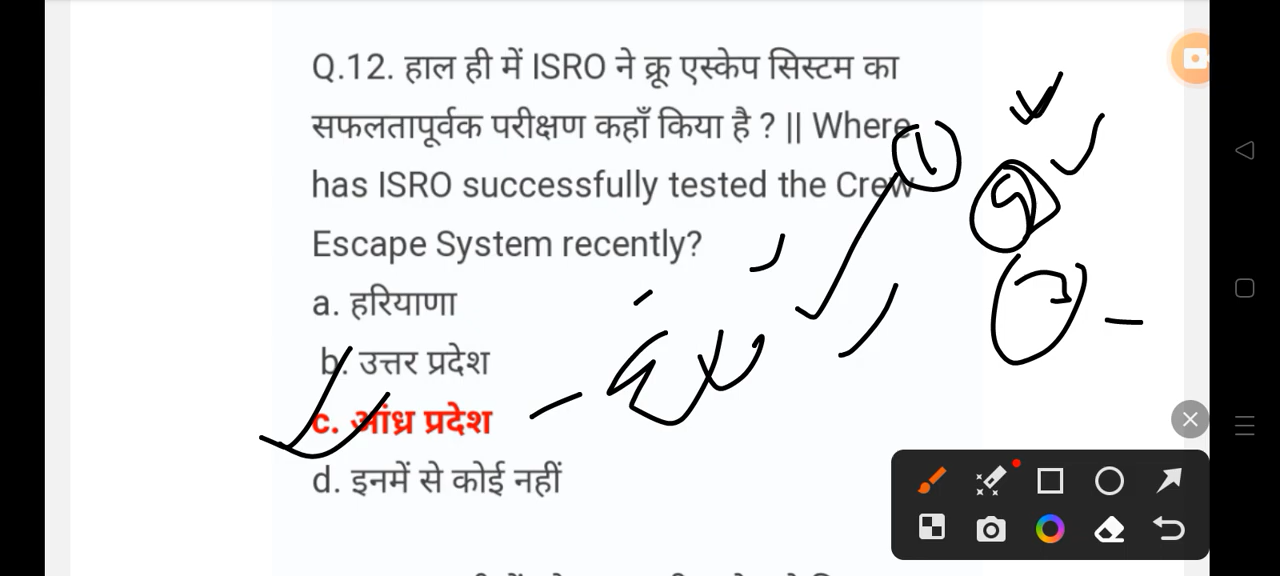 Q.12. हाल ही में ISRO ने क्रू एस्केप सिस्टम का
सफलतापूर्वक परीक्षण कहाँ किया है ? || Where
has ISRO successfully tested the Crew
Escape System recently?
a. हरियाणा
b. उत्तर प्रदेश
c. आंध्र प्रदेश
d. इनमें से कोई नहीं